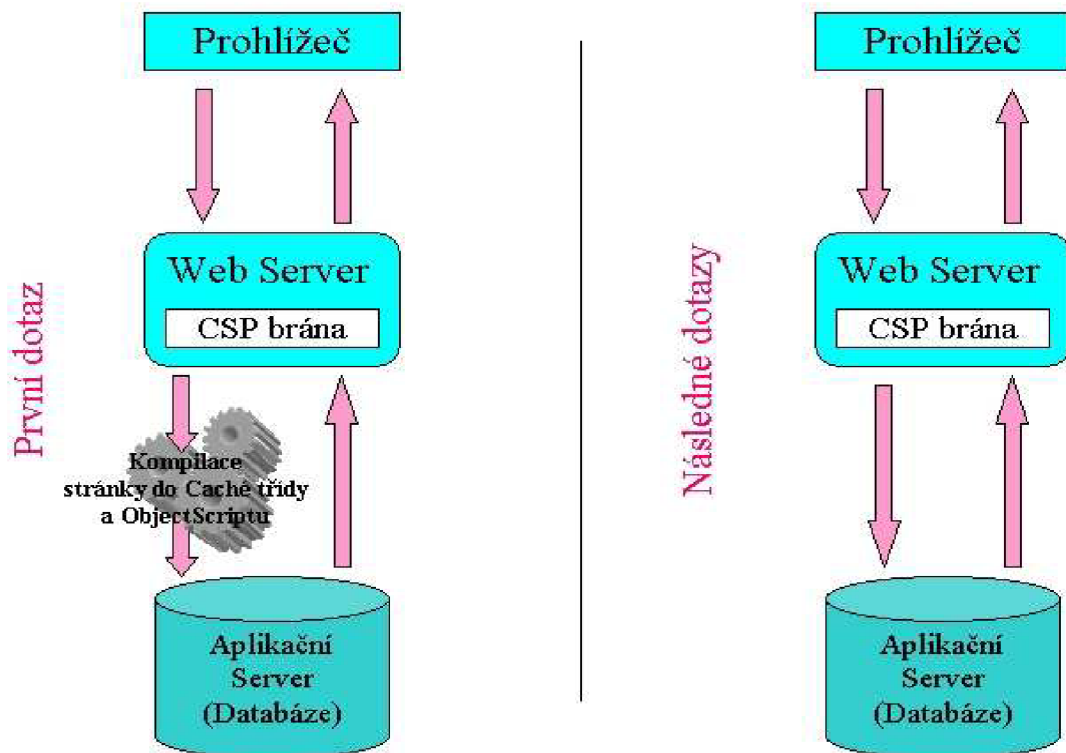 První dotaz
Prohlížeč
Web Server
CSP brána
Kompilace
stránky do Caché třídy
a ObjectScriptu
Aplikační
Server
(Databáze)
Následné dotazy
Prohlížeč
Web Server
CSP brána
Aplikační
Server
(Databáze)